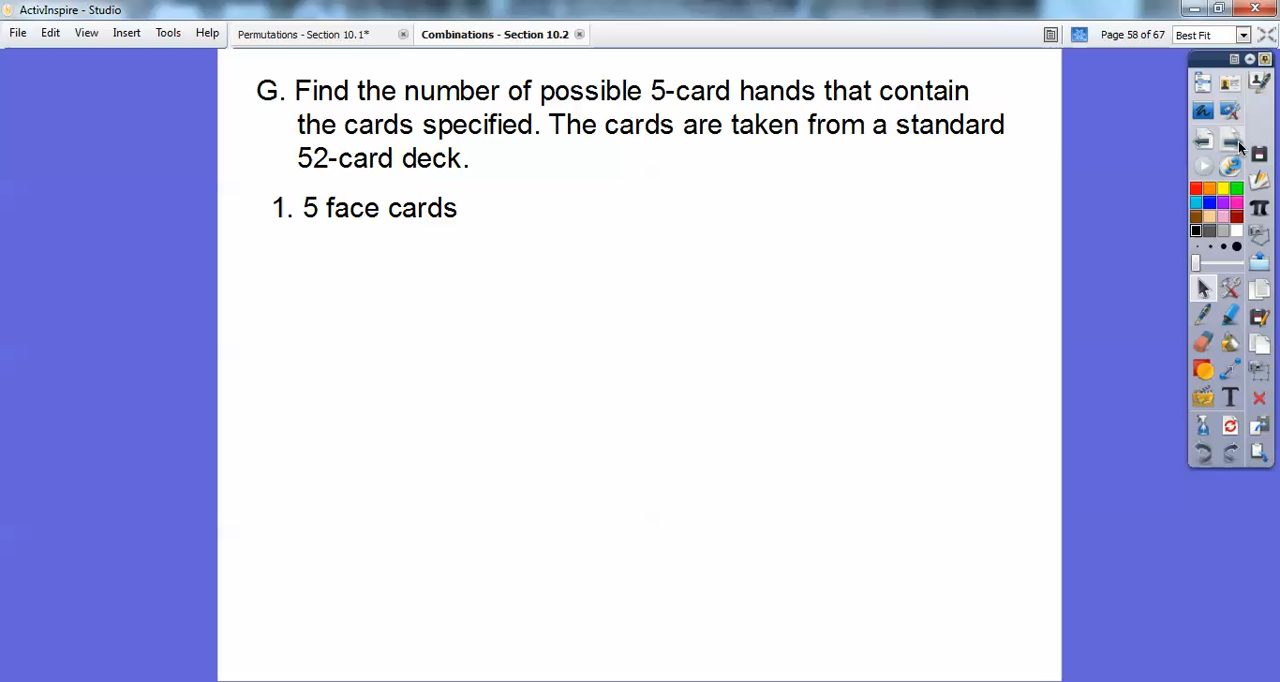 ActivInspire - Studio
File Edit View Insert Tools Help
Permutations - Section 10.1*
Combinations - Section 10.2
Page 58 of 67
Best Fit
G. Find the number of possible 5-card hands that contain
the cards specified. The cards are taken from a standard
52-card deck.
1. 5 face cards